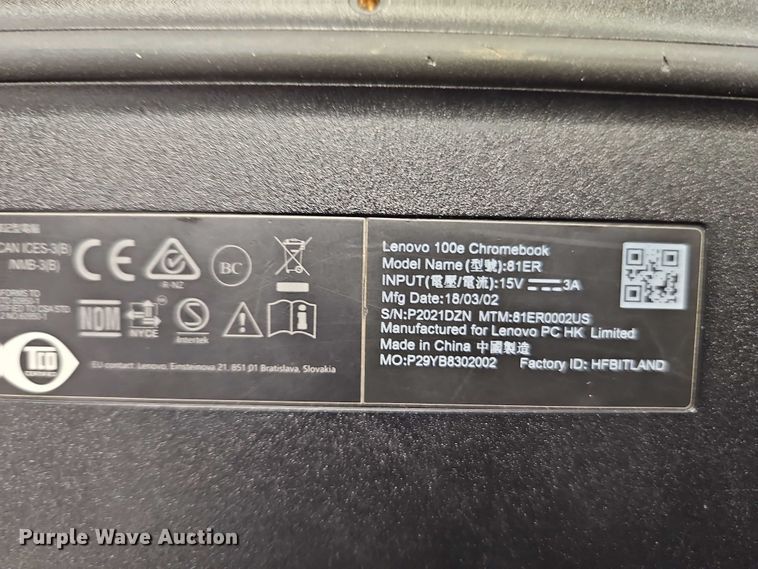 CAN ICES-3(B)
/NMB-3(B)
CE
R-NZ
BC
NOM
NYCE
S
Intertek
TCO
CERTIFIED
EU contact: Lenovo, Einsteinova 21, 851 01 Bratislava, Slovakia
Lenovo 100e Chromebook
Model Name(型號):81ER
INPUT(電壓/電流):15V 3A
Mfg Date:18/03/02
S/N:P2021DZN MTM:81ER0002US
Manufactured for Lenovo PC HK Limited
Made in China 中國製造
MO:P29YB8302002 Factory ID: HFBITLAND
Purple Wave Auction